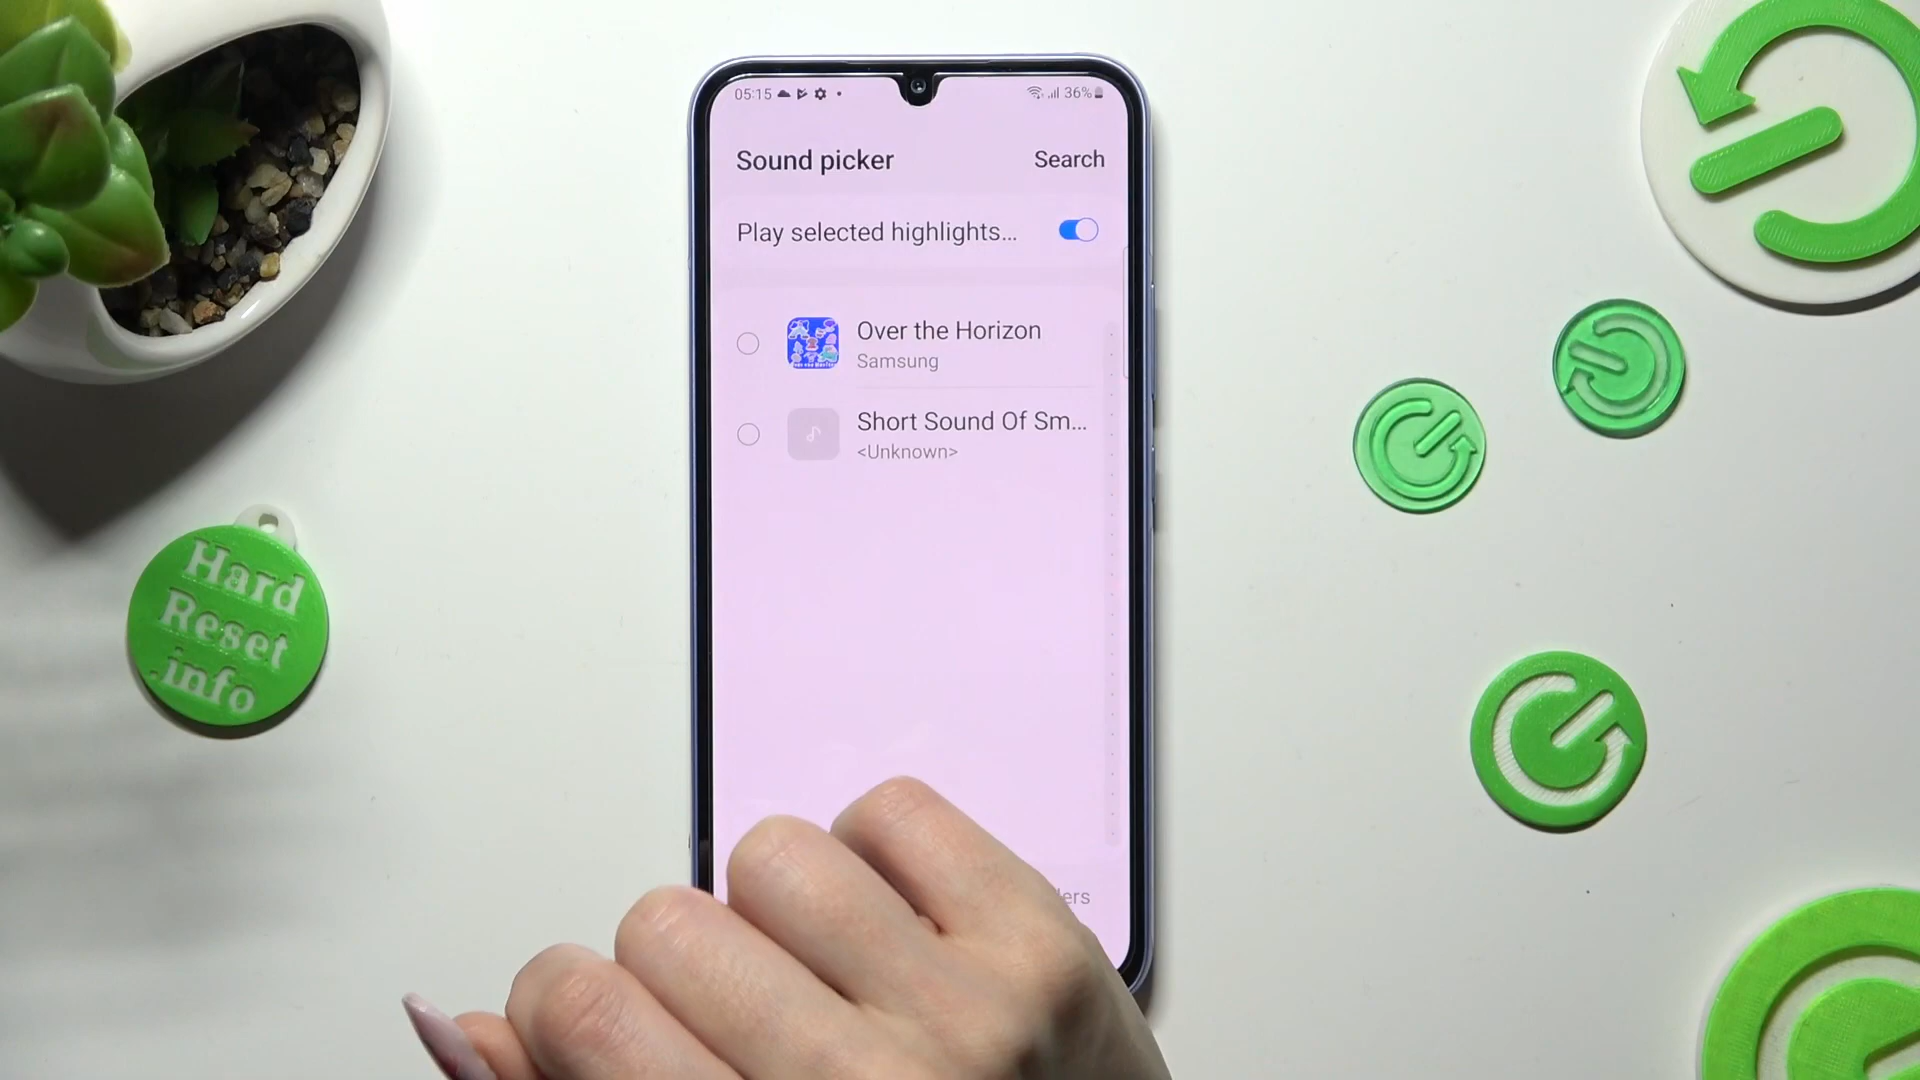 05:15
36%
Sound picker
Search
Play selected highlights...
Over the Horizon
Samsung
Short Sound Of Sm...
<Unknown>
Hard
Reset
.info